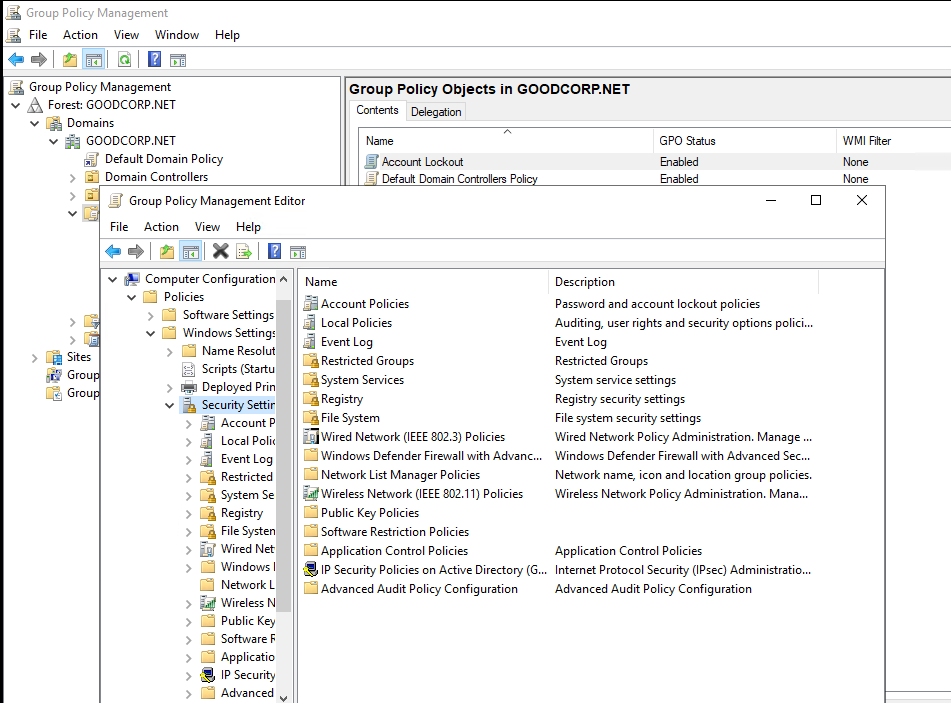 Group Policy Management
File Action View Window Help
Group Policy Management
Forest: GOODCORP.NET
Domains
GOODCORP.NET
Default Domain Policy
Domain Controllers
Sites
Group
Group
Group Policy Objects in GOODCORP.NET
Contents Delegation
Name GPO Status WMI Filter
Account Lockout Enabled None
Default Domain Controllers Policy Enabled None
Group Policy Management Editor
File Action View Help
Computer Configuration
Policies
Software Settings
Windows Settings
Name Resolut
Scripts (Startu
Deployed Prin
Security Settin
Account P
Local Polic
Event Log
Restricted
System Se
Registry
File System
Wired Net
Windows
Network L
Wireless N
Public Key
Software R
Applicatio
IP Security
Advanced
Name Description
Account Policies Password and account lockout policies
Local Policies Auditing, user rights and security options polici...
Event Log Event Log
Restricted Groups Restricted Groups
System Services System service settings
Registry Registry security settings
File System File system security settings
Wired Network (IEEE 802.3) Policies Wired Network Policy Administration. Manage ...
Windows Defender Firewall with Advanc... Windows Defender Firewall with Advanced Sec...
Network List Manager Policies Network name, icon and location group policies.
Wireless Network (IEEE 802.11) Policies Wireless Network Policy Administration. Mana...
Public Key Policies
Software Restriction Policies
Application Control Policies Application Control Policies
IP Security Policies on Active Directory (G... Internet Protocol Security (IPsec) Administratio...
Advanced Audit Policy Configuration Advanced Audit Policy Configuration